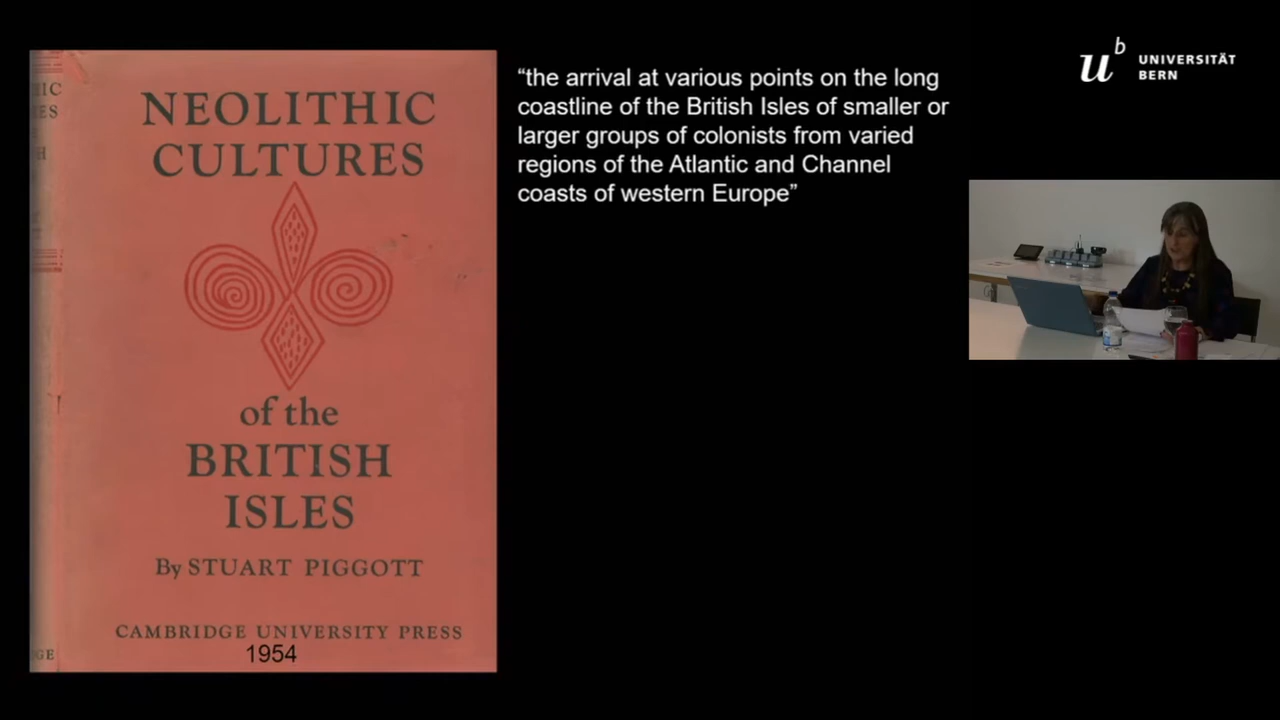 NEOLITHIC
CULTURES
of the
BRITISH
ISLES
By STUART PIGGOTT
CAMBRIDGE UNIVERSITY PRESS
1954
“the arrival at various points on the long
coastline of the British Isles of smaller or
larger groups of colonists from varied
regions of the Atlantic and Channel
coasts of western Europe”
u b
UNIVERSITÄT
BERN